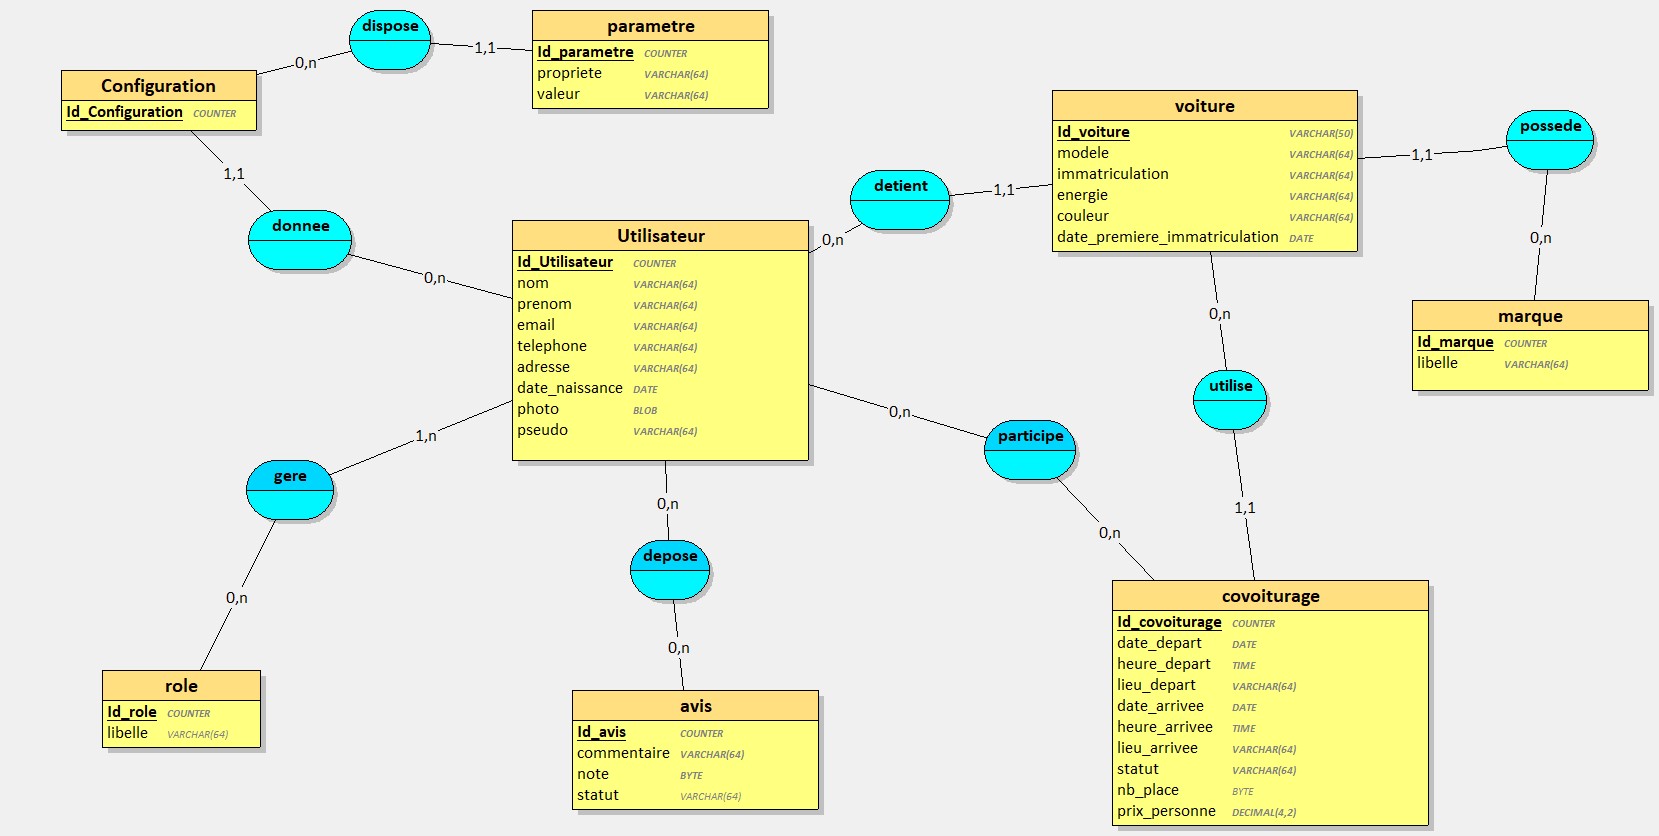 dispose
0,n
1,1
parametre
Id_parametre COUNTER
propriete VARCHAR(64)
valeur VARCHAR(64)
Configuration
Id_Configuration COUNTER
1,1
donnee
0,n
voiture
Id_voiture VARCHAR(50)
modele VARCHAR(64)
immatriculation VARCHAR(64)
energie VARCHAR(64)
couleur VARCHAR(64)
date_premiere_immatriculation DATE
1,1
possede
0,n
marque
Id_marque COUNTER
libelle VARCHAR(64)
detient
1,1
0,n
Utilisateur
Id_Utilisateur COUNTER
nom VARCHAR(64)
prenom VARCHAR(64)
email VARCHAR(64)
telephone VARCHAR(64)
adresse VARCHAR(64)
date_naissance DATE
photo BLOB
pseudo VARCHAR(64)
0,n
utilise
1,1
0,n
participe
0,n
1,n
gere
0,n
role
Id_role COUNTER
libelle VARCHAR(64)
0,n
depose
0,n
avis
Id_avis COUNTER
commentaire VARCHAR(64)
note BYTE
statut VARCHAR(64)
covoiturage
Id_covoiturage COUNTER
date_depart DATE
heure_depart TIME
lieu_depart VARCHAR(64)
date_arrivee DATE
heure_arrivee TIME
lieu_arrivee VARCHAR(64)
statut VARCHAR(64)
nb_place BYTE
prix_personne DECIMAL(4,2)